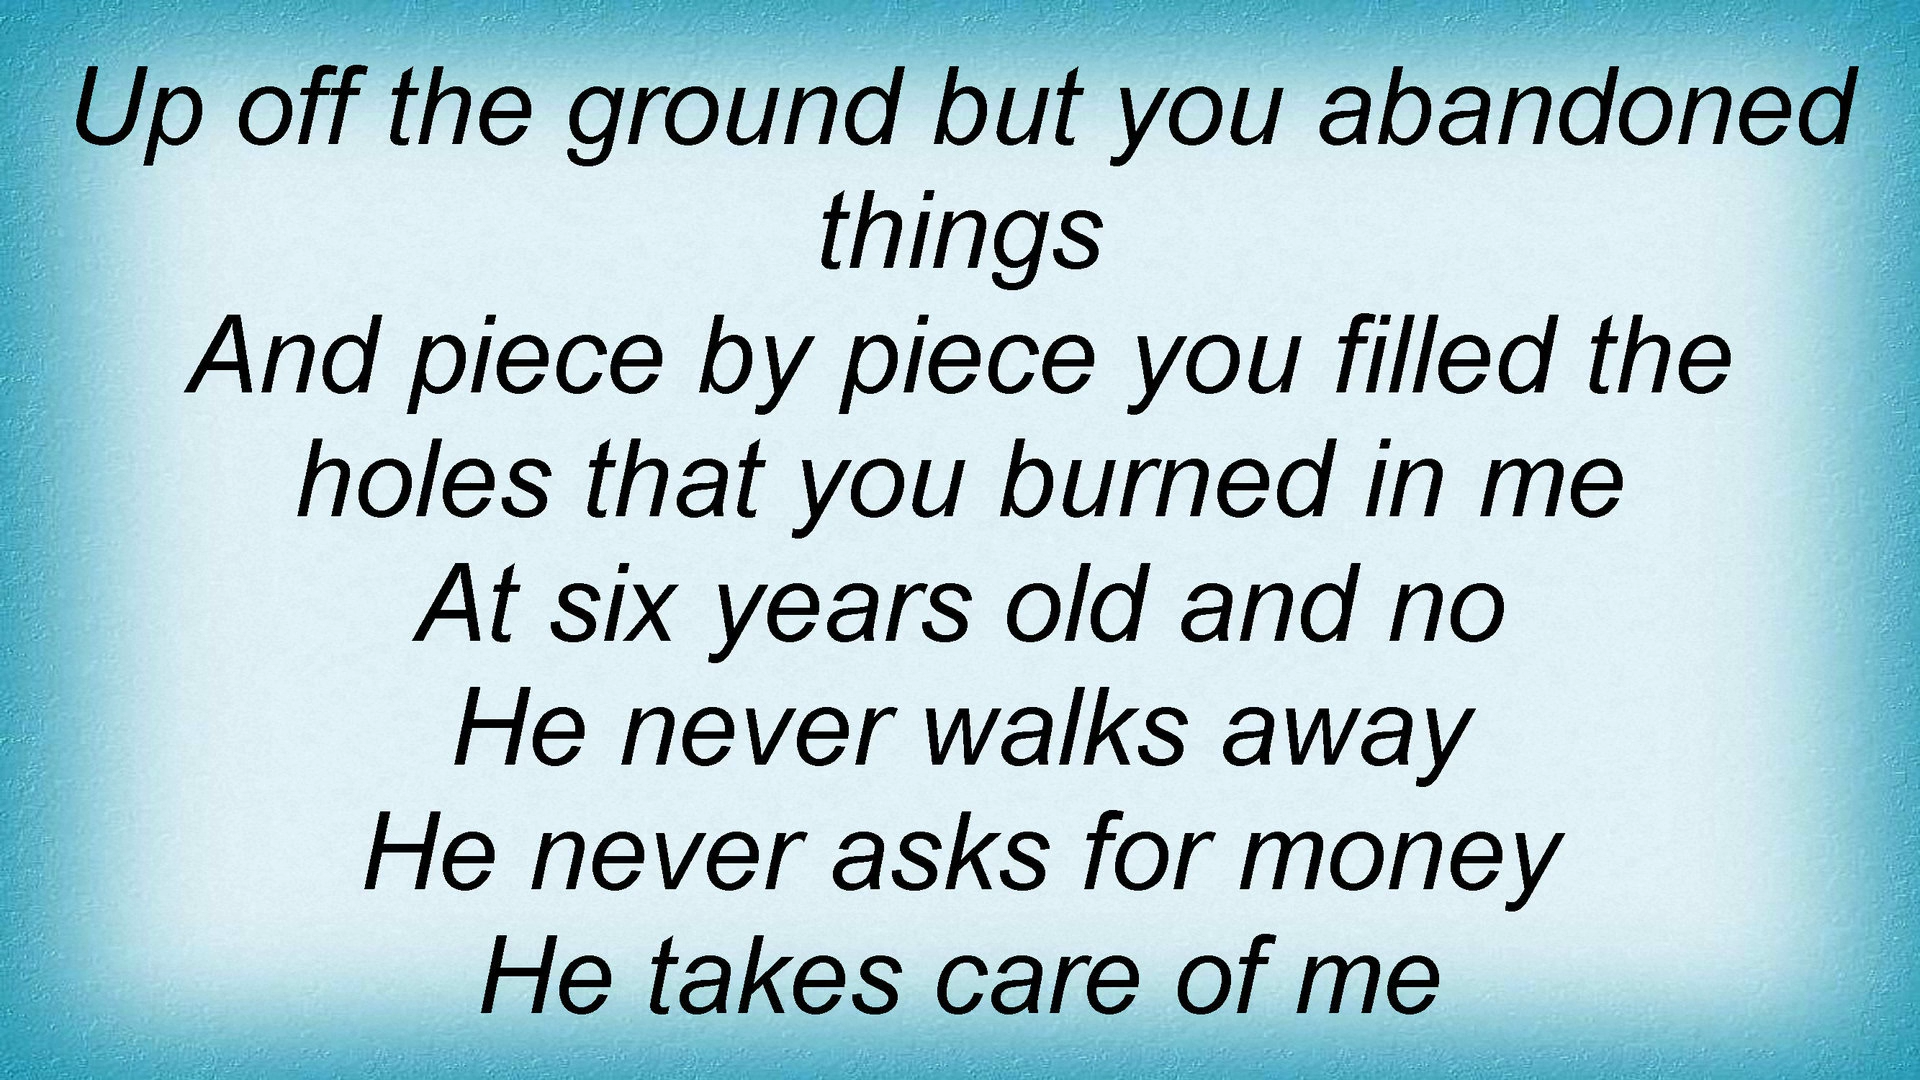 Up off the ground but you abandoned
things
And piece by piece you filled the
holes that you burned in me
At six years old and no
He never walks away
He never asks for money
He takes care of me